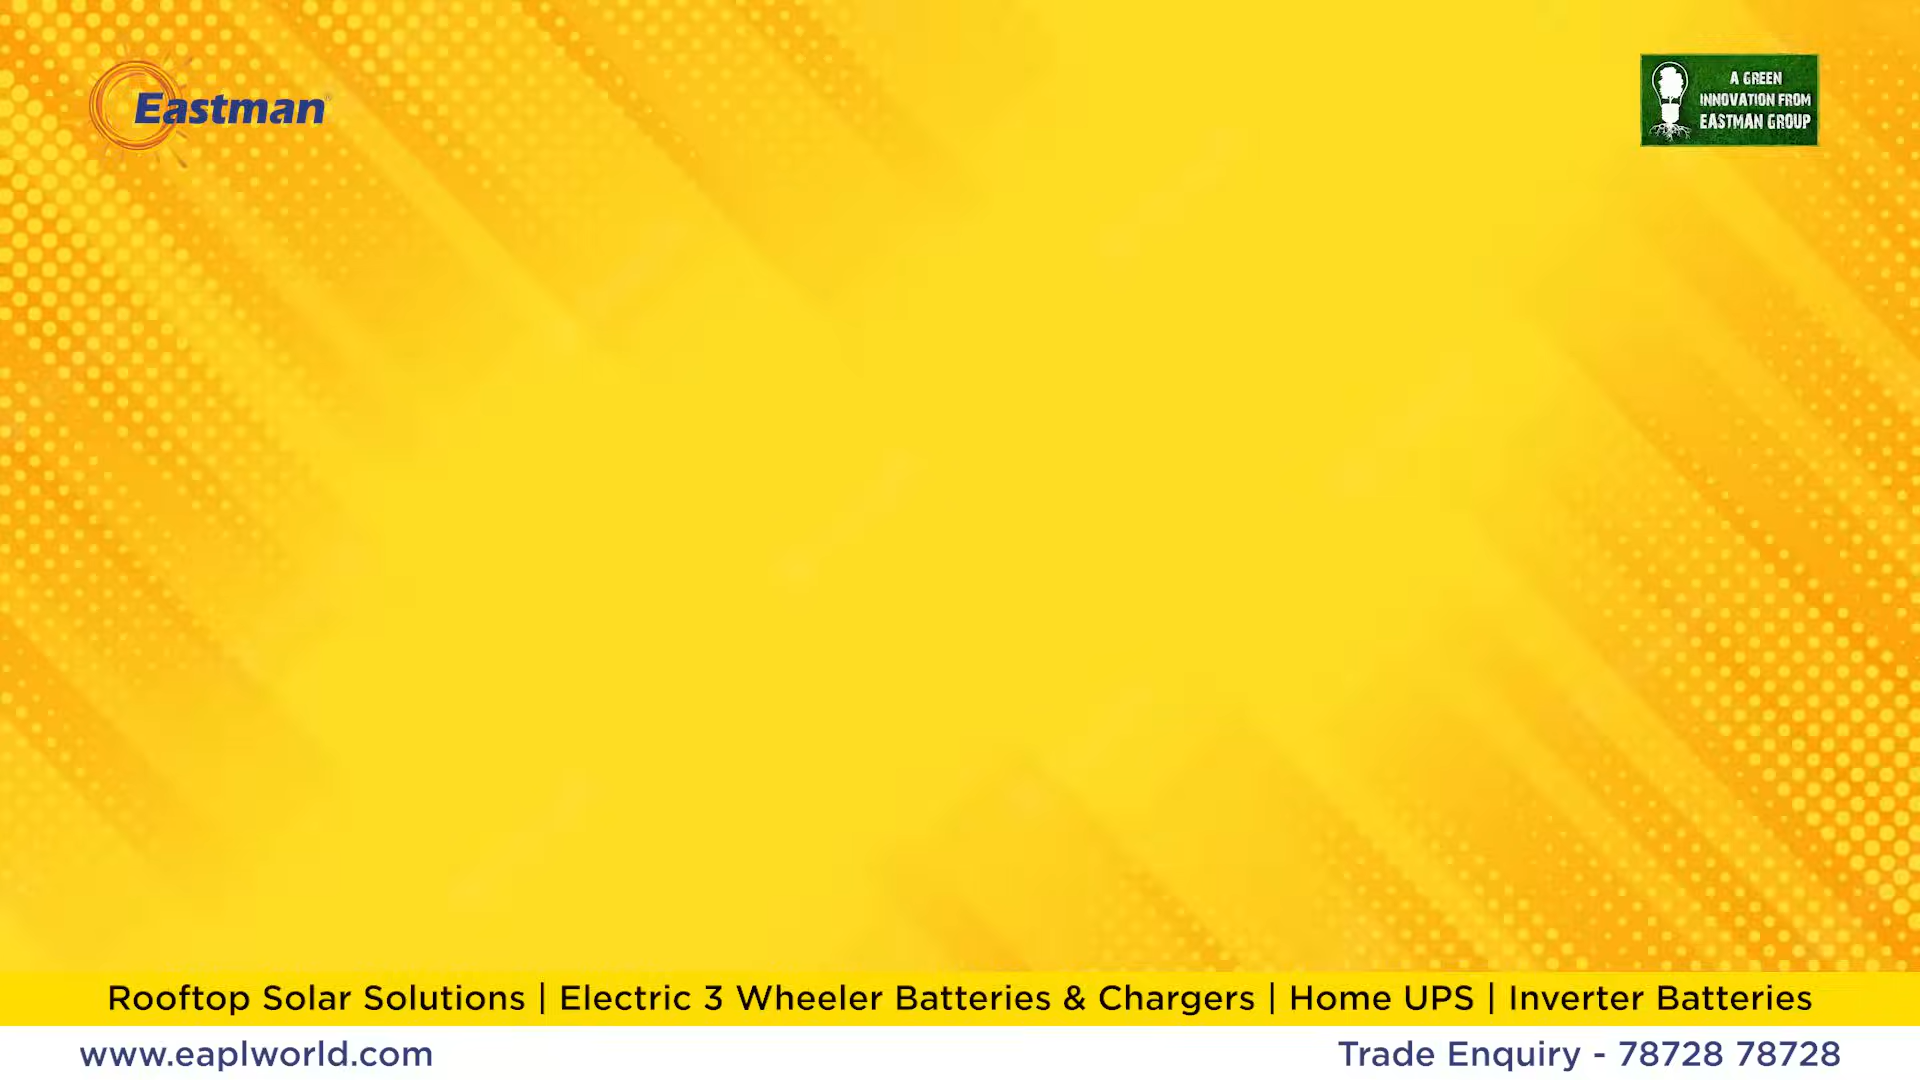 Eastman
A GREEN
INNOVATION FROM
EASTMAN GROUP
Rooftop Solar Solutions | Electric 3 Wheeler Batteries & Chargers | Home UPS | Inverter Batteries
www.eaplworld.com
Trade Enquiry - 78728 78728